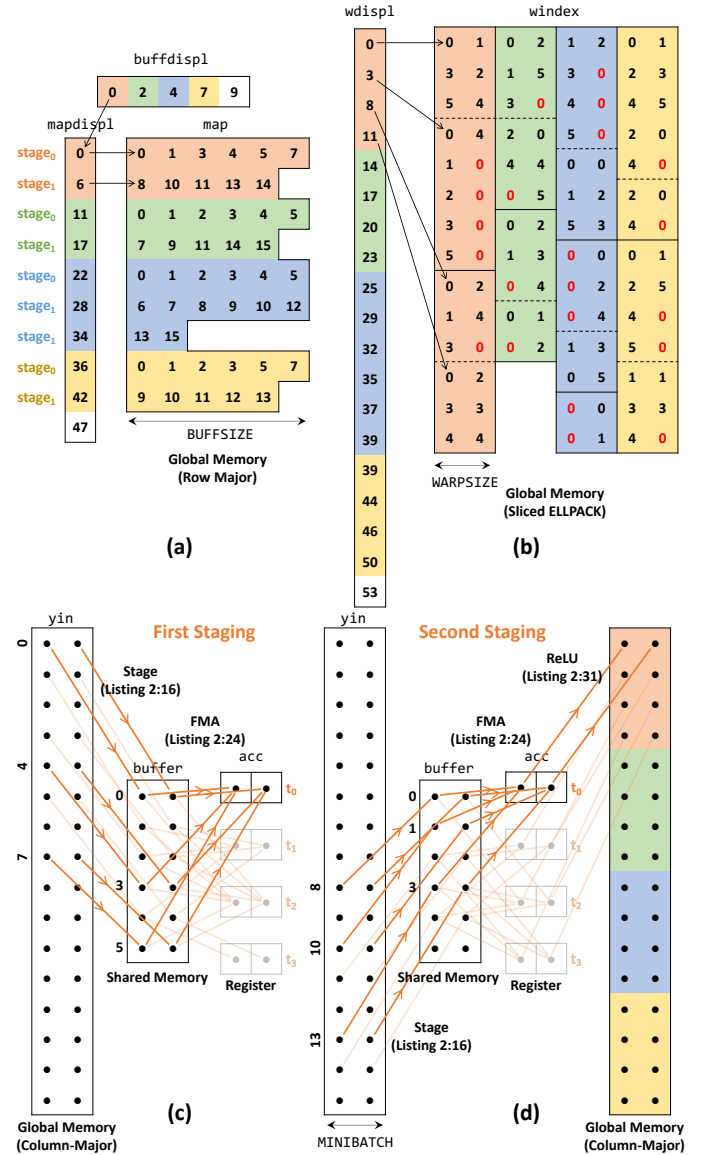 buffdispl
0 2 4 7 9
mapdispl map
stage0 0 0 1 3 4 5 7
stage1 6 8 10 11 13 14
stage0 11 0 1 2 3 4 5
stage1 17 7 9 11 14 15
stage0 22 0 1 2 3 4 5
stage1 28 6 7 8 9 10 12
stage1 34 13 15
stage0 36 0 1 2 3 5 7
stage1 42 9 10 11 12 13
47
BUFFSIZE
Global Memory
(Row Major)
(a)
wdispl
0
3
8
11
14
17
20
23
25
29
32
35
37
39
39
44
46
50
53
windex
0 1 0 2 1 2 0 1
3 2 1 5 3 0 2 3
5 4 3 0 4 0 4 5
0 4 2 0 5 0 2 0
1 0 4 4 0 0 4 0
2 0 0 5 1 2 2 0
3 0 0 2 5 3 4 0
5 0 1 3 0 0 0 1
0 2 0 4 0 2 2 5
1 4 0 1 0 4 4 0
3 0 0 2 1 3 5 0
0 2 0 5 1 1
3 3 0 0 3 3
4 4 0 1 4 0
WARPSIZE
Global Memory
(Sliced ELLPACK)
(b)
yin
First Staging
0
4
7
Stage
(Listing 2:16)
FMA
(Listing 2:24)
buffer
acc
0
3
5
t0
t1
t2
t3
Shared Memory
Register
Global Memory
(Column-Major)
(c)
yin
Second Staging
8
10
13
ReLU
(Listing 2:31)
FMA
(Listing 2:24)
buffer
acc
0
1
3
t0
t1
t2
t3
Shared Memory
Register
Stage
(Listing 2:16)
MINIBATCH
(d)
Global Memory
(Column-Major)